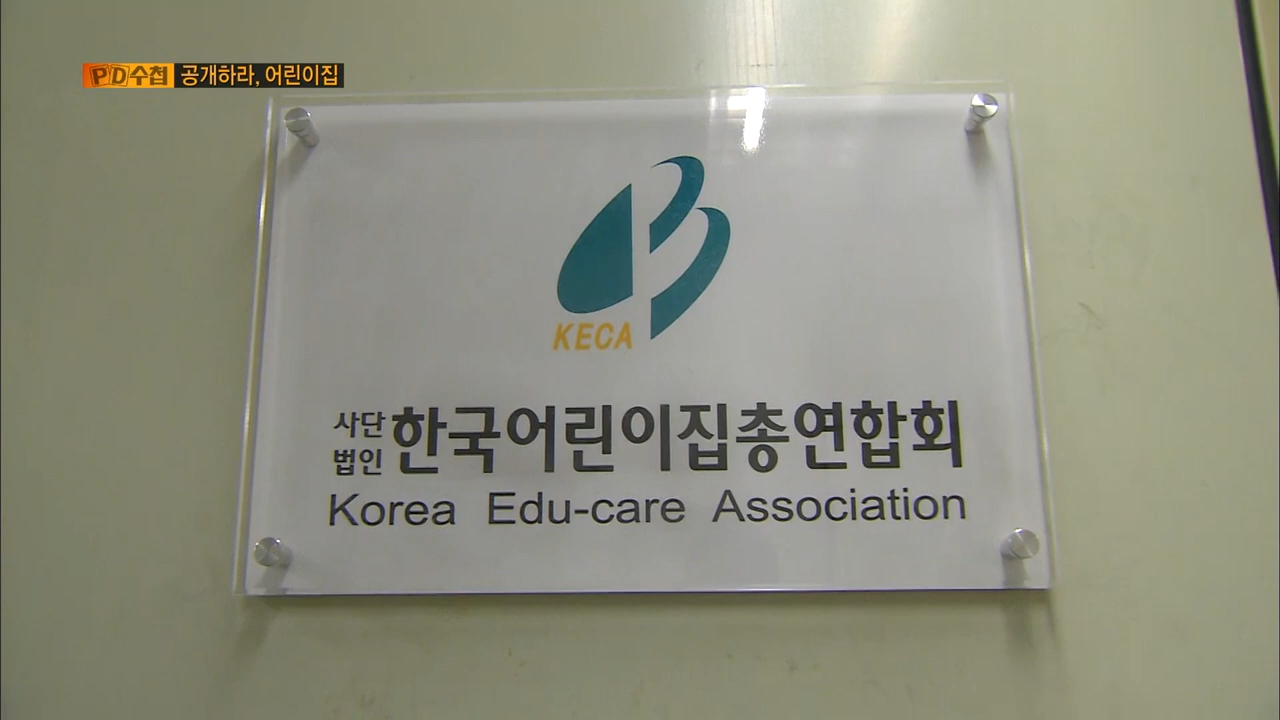 PD수첩 공개하라, 어린이집
KECA
사단
법인 한국어린이집총연합회
Korea Edu-care Association